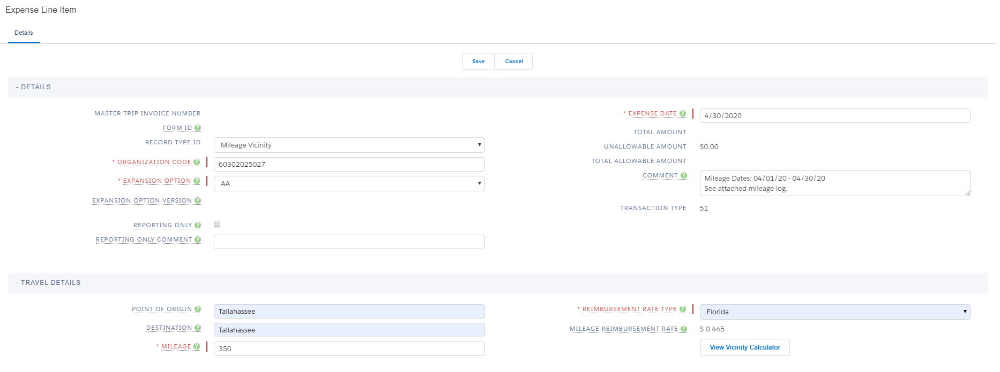 Expense Line Item
Details
Save Cancel
- DETAILS
MASTER TRIP INVOICE NUMBER
FORM ID ?
RECORD TYPE ID Mileage Vicinity
* ORGANIZATION CODE ? 60302025027
* EXPANSION OPTION ? AA
EXPANSION OPTION VERSION ?
REPORTING ONLY ?
REPORTING ONLY COMMENT ?
* EXPENSE DATE ? 4/30/2020
TOTAL AMOUNT
UNALLOWABLE AMOUNT $0.00
TOTAL ALLOWABLE AMOUNT
COMMENT ? Mileage Dates: 04/01/20 - 04/30/20
See attached mileage log.
TRANSACTION TYPE 51
- TRAVEL DETAILS
POINT OF ORIGIN ? Tallahassee
DESTINATION ? Tallahassee
* MILEAGE ? 350
* REIMBURSEMENT RATE TYPE ? Florida
MILEAGE REIMBURSEMENT RATE ? $ 0.445
View Vicinity Calculator